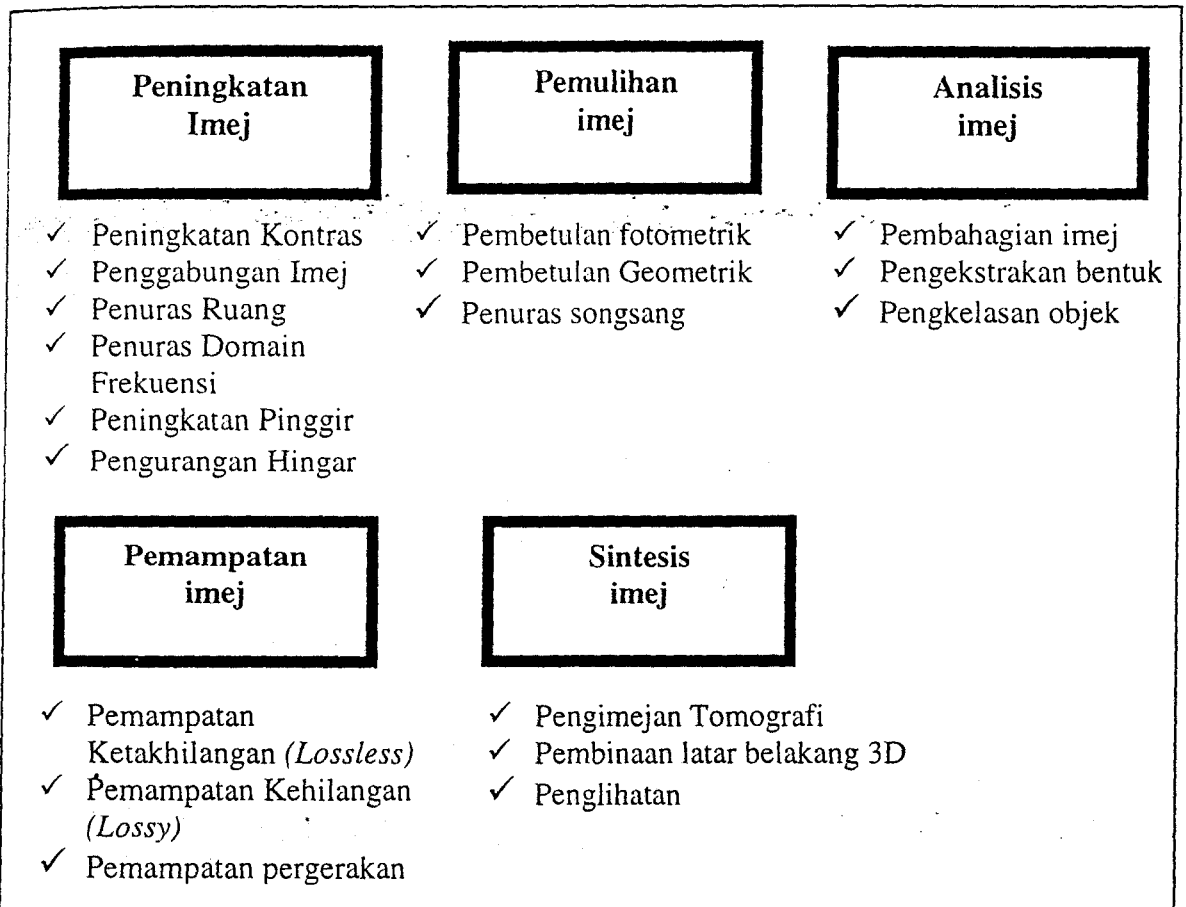 Peningkatan
Imej
✓ Peningkatan Kontras
✓ Penggabungan Imej
✓ Penuras Ruang
✓ Penuras Domain
Frekuensi
✓ Peningkatan Pinggir
✓ Pengurangan Hingar
Pemulihan
imej
✓ Pembetulan fotometrik
✓ Pembetulan Geometrik
✓ Penuras songsang
Analisis
imej
✓ Pembahagian imej
✓ Pengekstrakan bentuk
✓ Pengkelasan objek
Pemampatan
imej
✓ Pemampatan
Ketakhilangan (Lossless)
✓ Pemampatan Kehilangan
(Lossy)
✓ Pemampatan pergerakan
Sintesis
imej
✓ Pengimejan Tomografi
✓ Pembinaan latar belakang 3D
✓ Penglihatan